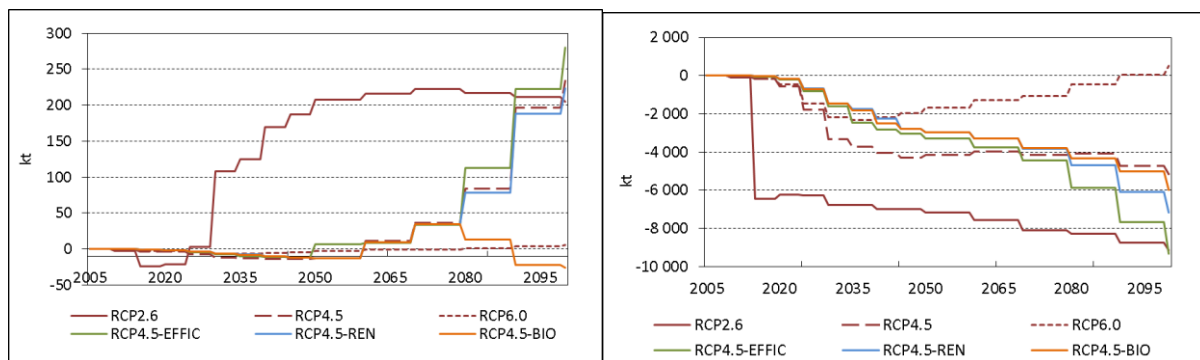 300
250
200
150
100
50
0
-50
kt
2005 2020 2035 2050 2065 2080 2095
RCP2.6 RCP4.5 RCP6.0
RCP4.5-EFFIC RCP4.5-REN RCP4.5-BIO
2 000
0
-2 000
-4 000
-6 000
-8 000
-10 000
kt
2005 2020 2035 2050 2065 2080 2095
RCP2.6 RCP4.5 RCP6.0
RCP4.5-EFFIC RCP4.5-REN RCP4.5-BIO